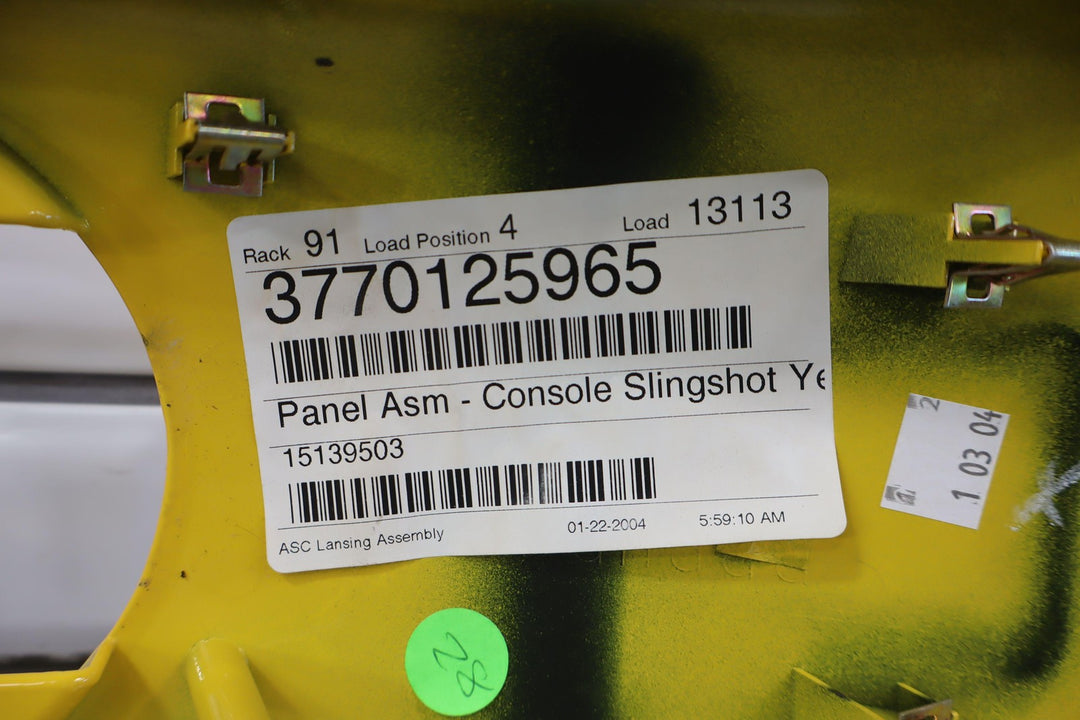 Rack 91 Load Position 4 Load 13113
3770125965
Panel Asm - Console Slingshot Ye
15139503
ASC Lansing Assembly 01-22-2004 5:59:10 AM
2
1 03 04
28